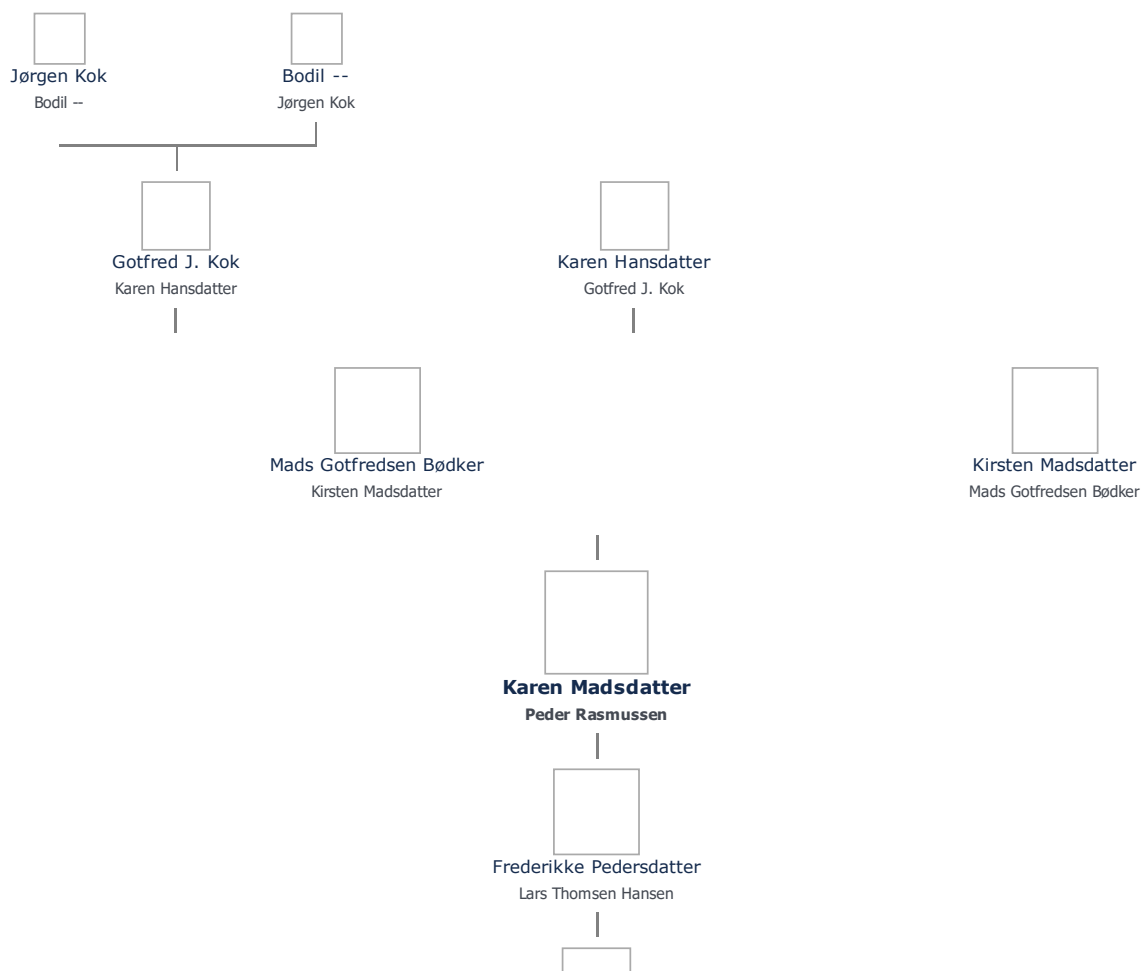 Jørgen Kok
Bodil --
Bodil --
Jørgen Kok
Gotfred J. Kok
Karen Hansdatter
Karen Hansdatter
Gotfred J. Kok
Mads Gotfredsen Bødker
Kirsten Madsdatter
Kirsten Madsdatter
Mads Gotfredsen Bødker
Karen Madsdatter
Peder Rasmussen
Frederikke Pedersdatter
Lars Thomsen Hansen